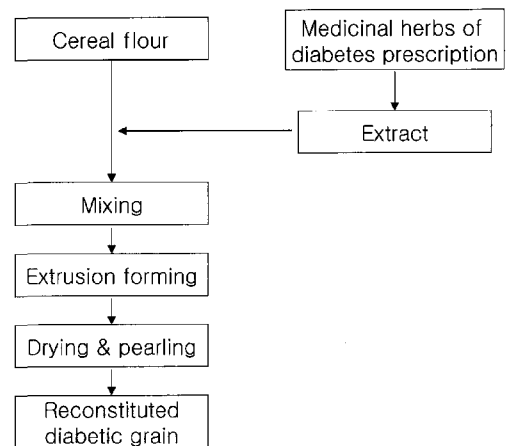 Cereal flour
Medicinal herbs of
diabetes prescription
Extract
Mixing
Extrusion forming
Drying & pearling
Reconstituted
diabetic grain